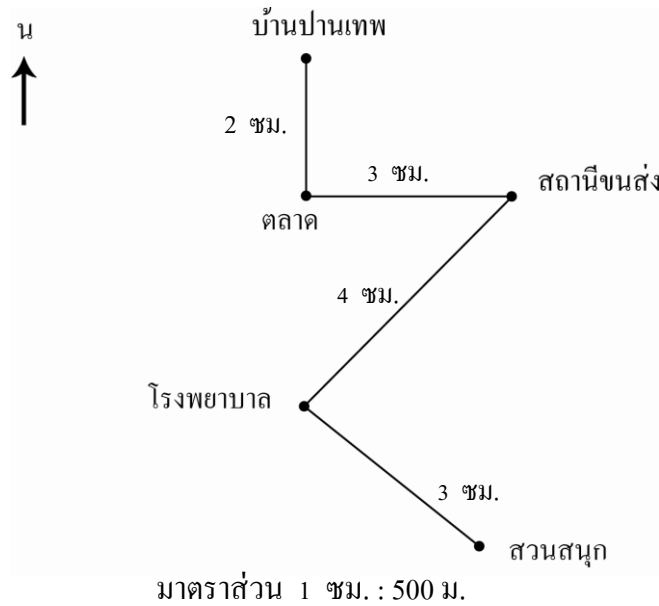 น
บ้านปานเทพ
2 ซม.
3 ซม.
สถานีขนส่ง
ตลาด
4 ซม.
โรงพยาบาล
3 ซม.
สวนสนุก
มาตราส่วน 1 ซม. : 500 ม.